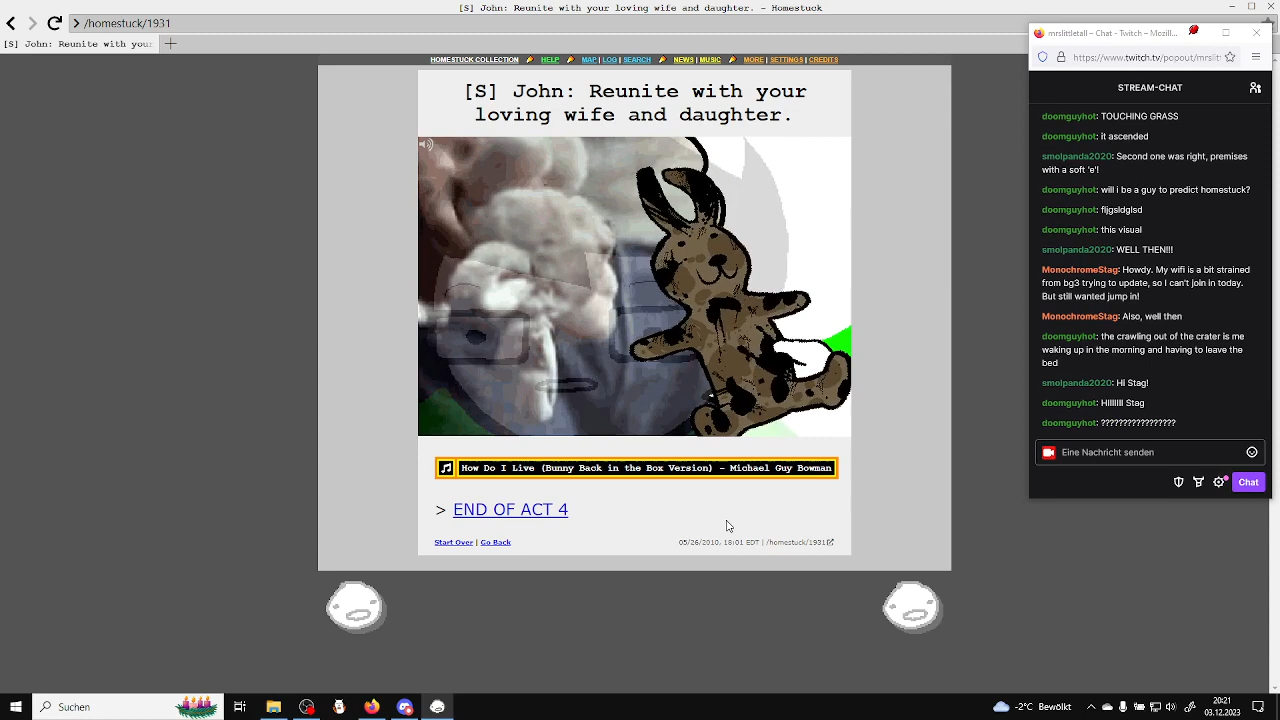 [S] John: Reunite with your loving wife and daughter. - Homestuck
/homestuck/1931
[S] John: Reunite with your
HOMESTUCK COLLECTION HELP MAP | LOG | SEARCH NEWS | MUSIC MORE | SETTINGS | CREDITS
[S] John: Reunite with your
loving wife and daughter.
How Do I Live (Bunny Back in the Box Version) - Michael Guy Bowman
> END OF ACT 4
Start Over | Go Back
05/26/2010, 18:01 EDT | /homestuck/1931
mrslittletall – Chat - Twitch – Mozill...
https://www.twitch.tv/popout/mrslitt
STREAM-CHAT
doomguyhot: TOUCHING GRASS
doomguyhot: it ascended
smolpanda2020: Second one was right, premises
with a soft 'e'!
doomguyhot: will i be a guy to predict homestuck?
doomguyhot: fljgsldglsd
doomguyhot: this visual
smolpanda2020: WELL THEN!!!
MonochromeStag: Howdy. My wifi is a bit strained
from bg3 trying to update, so I can't join in today.
But still wanted jump in!
MonochromeStag: Also, well then
doomguyhot: the crawling out of the crater is me
waking up in the morning and having to leave the
bed
smolpanda2020: Hi Stag!
doomguyhot: HIIIIIII Stag
doomguyhot: ?????????????????
Eine Nachricht senden
Chat
Suchen
-2°C Bewölkt
20:21
03.12.2023